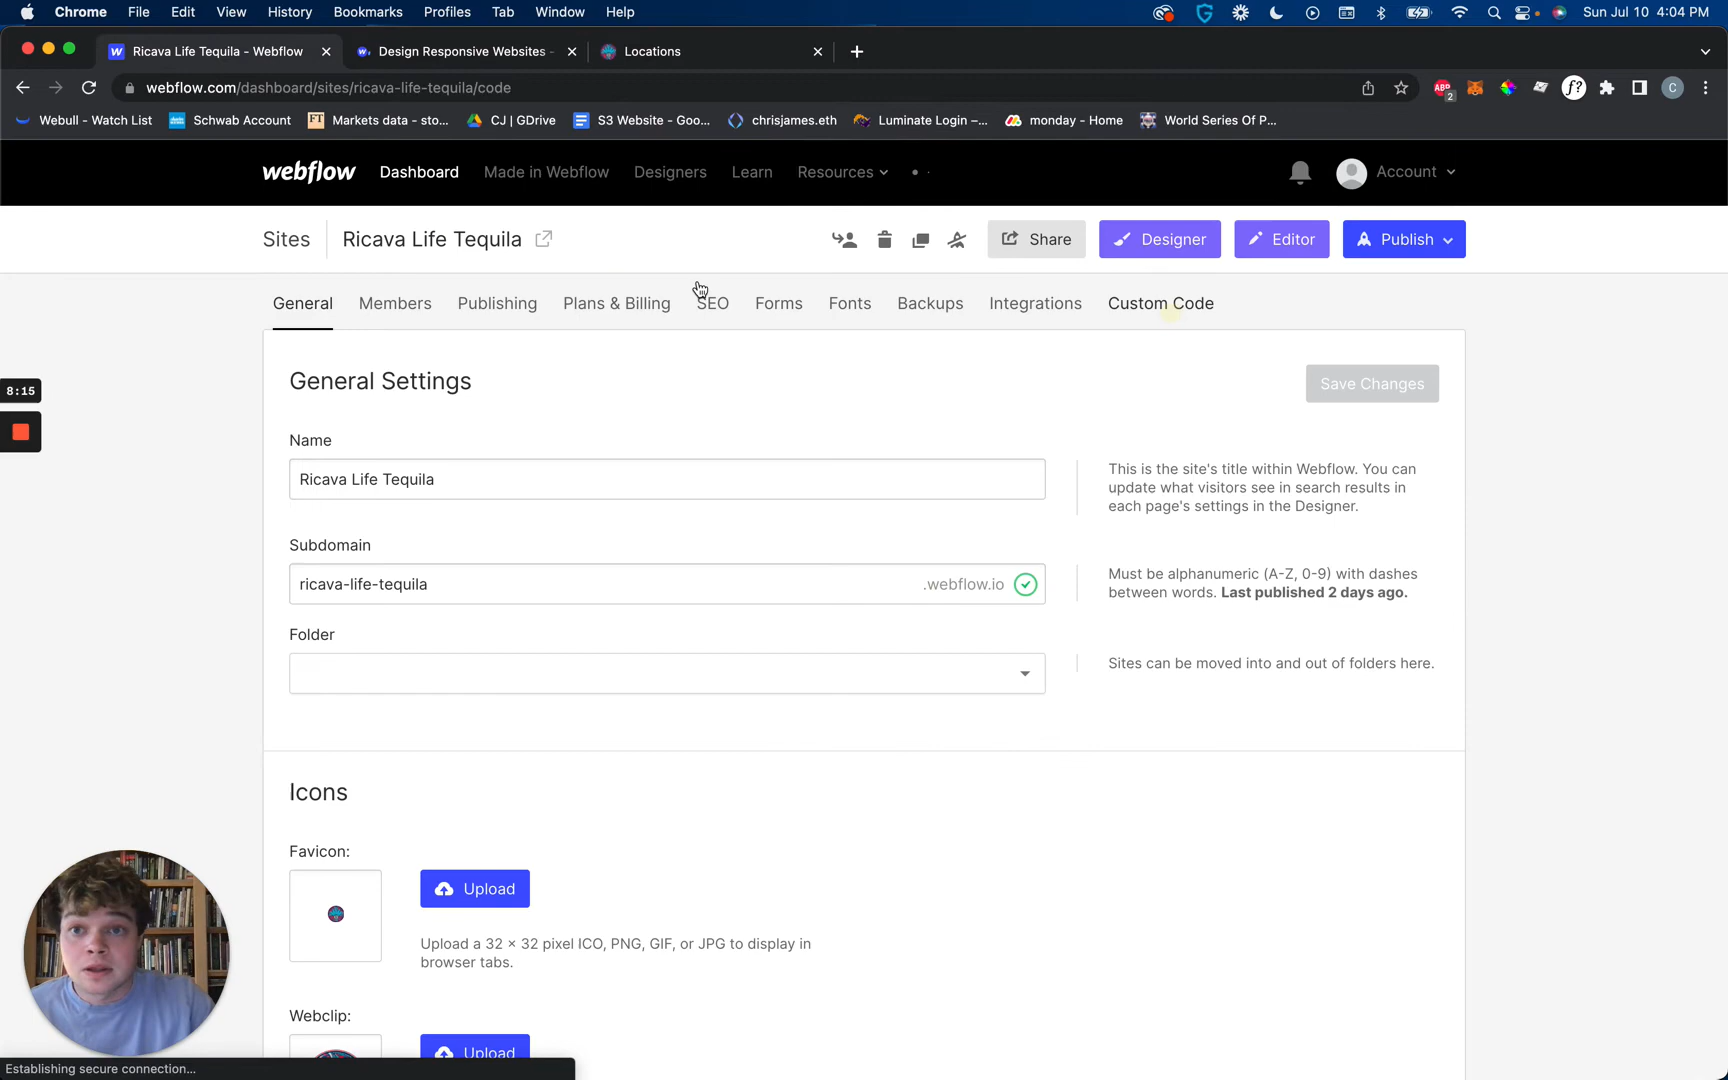 Chrome File Edit View History Bookmarks Profiles Tab Window Help Sun Jul 10 4:04 PM
Ricava Life Tequila - Webflow Design Responsive Websites - Locations
webflow.com/dashboard/sites/ricava-life-tequila/code ABP 2 f? C
Webull - Watch List Schwab Account FT Markets data - sto... CJ | GDrive S3 Website - Goo... chrisjames.eth Luminate Login –... monday - Home World Series Of P...
webflow Dashboard Made in Webflow Designers Learn Resources Account
Sites Ricava Life Tequila Share Designer Editor Publish
General Members Publishing Plans & Billing SEO Forms Fonts Backups Integrations Custom Code
General Settings Save Changes
8:15
Name
Ricava Life Tequila
This is the site's title within Webflow. You can
update what visitors see in search results in
each page's settings in the Designer.
Subdomain
ricava-life-tequila .webflow.io
Must be alphanumeric (A-Z, 0-9) with dashes
between words. Last published 2 days ago.
Folder
Sites can be moved into and out of folders here.
Icons
Favicon:
Upload
Upload a 32 × 32 pixel ICO, PNG, GIF, or JPG to display in
browser tabs.
Webclip:
Upload
Establishing secure connection...